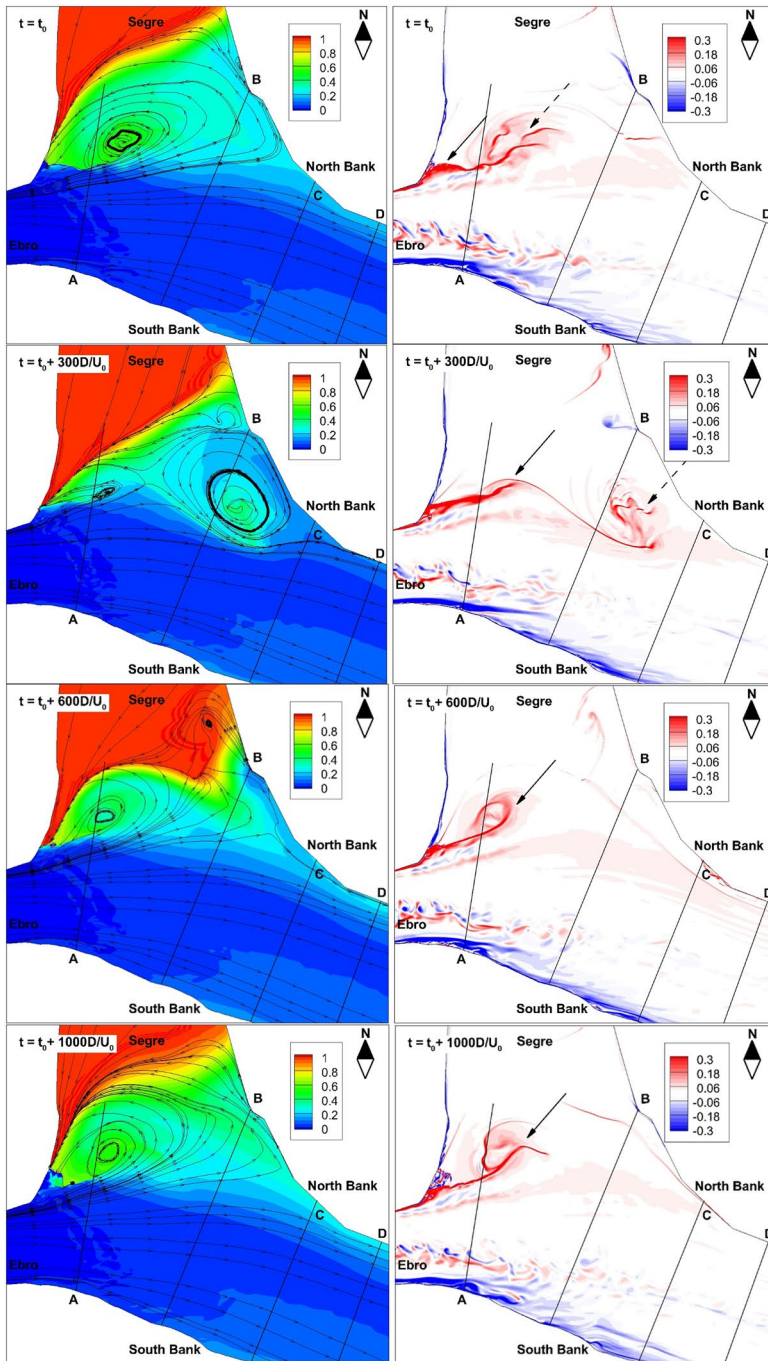 t = t0
Segre
N
1
0.8
0.6
0.4
0.2
0
B
North Bank
C
D
Ebro
A
South Bank
t = t0
Segre
N
0.3
0.18
0.06
-0.06
-0.18
-0.3
B
North Bank
C
D
Ebro
A
South Bank
t = t0 + 300D/U0
Segre
N
1
0.8
0.6
0.4
0.2
0
B
North Bank
C
D
Ebro
A
South Bank
t = t0 + 300D/U0
Segre
N
0.3
0.18
0.06
-0.06
-0.18
-0.3
B
North Bank
C
D
Ebro
A
South Bank
t = t0 + 600D/U0
Segre
N
1
0.8
0.6
0.4
0.2
0
B
North Bank
C
D
Ebro
A
South Bank
t = t0 + 600D/U0
Segre
N
0.3
0.18
0.06
-0.06
-0.18
-0.3
B
North Bank
C
D
Ebro
A
South Bank
t = t0 + 1000D/U0
Segre
N
1
0.8
0.6
0.4
0.2
0
B
North Bank
C
D
Ebro
A
South Bank
t = t0 + 1000D/U0
Segre
N
0.3
0.18
0.06
-0.06
-0.18
-0.3
B
North Bank
C
D
Ebro
A
South Bank